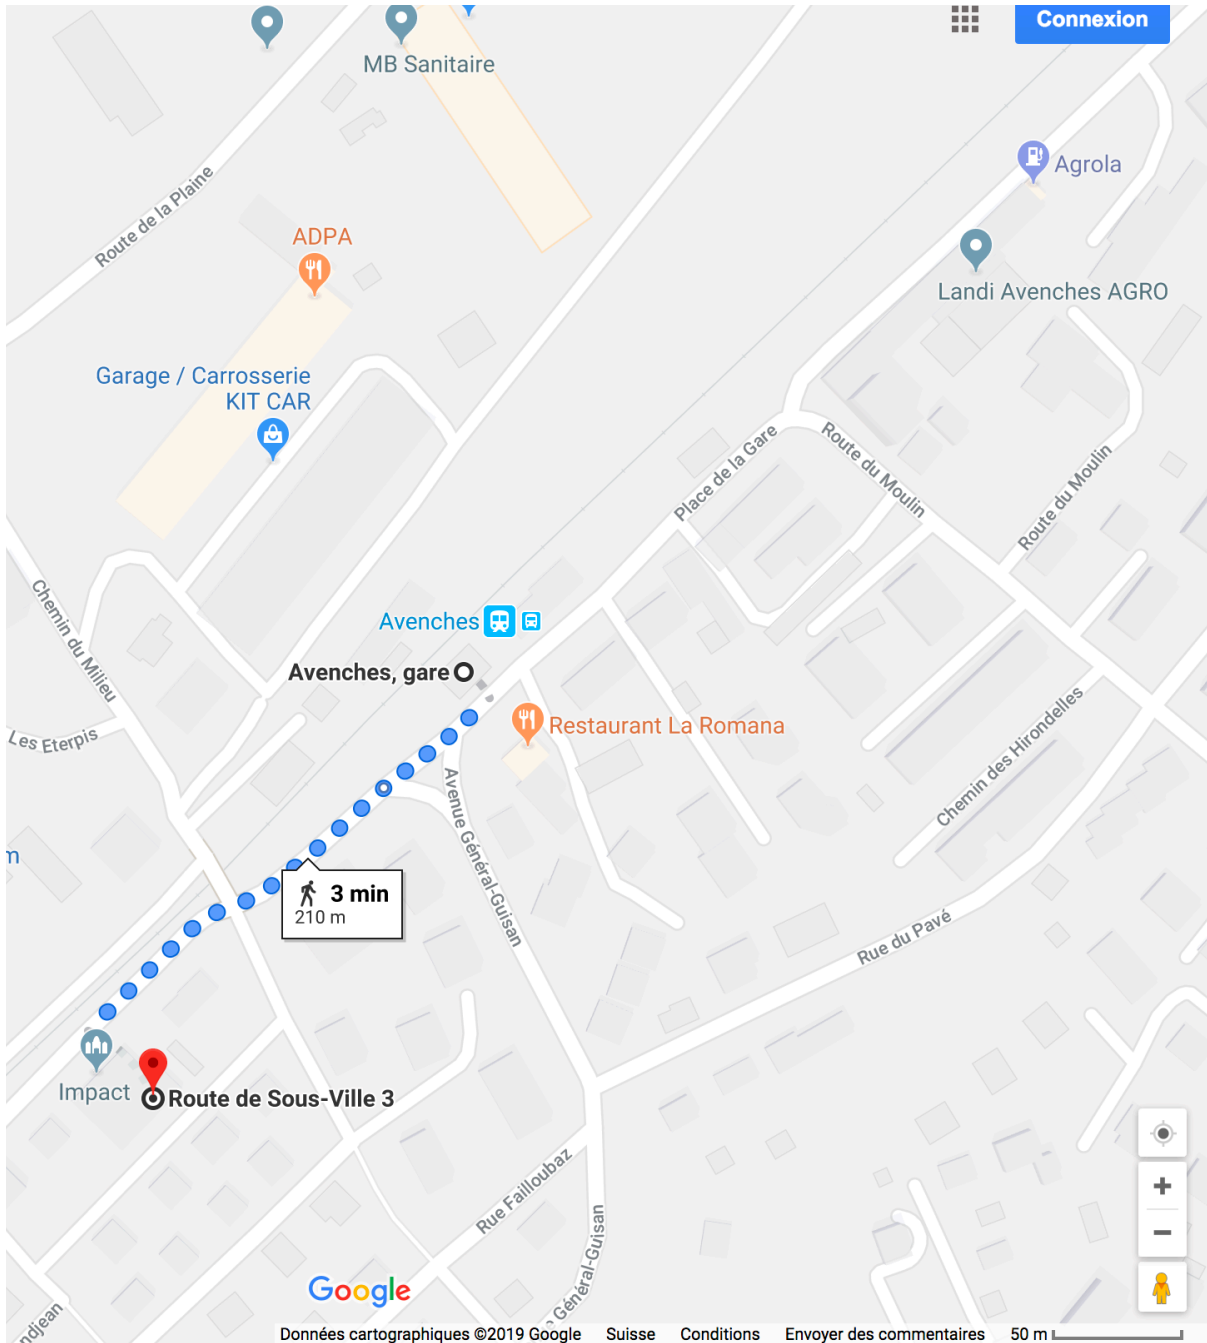 Connexion
MB Sanitaire
Agrola
Route de la Plaine
ADPA
Landi Avenches AGRO
Garage / Carrosserie
KIT CAR
Place de la Gare
Route du Moulin
Route du Moulin
Chemin du Milieu
Avenches
Avenches, gare
Restaurant La Romana
Les Eterpis
Chemin des Hirondelles
Avenue Général-Guisan
m
3 min
210 m
Rue du Pavé
Impact
Route de Sous-Ville 3
Rue Failloubaz
Général-Guisan
ndjean
Google
Données cartographiques ©2019 Google Suisse Conditions Envoyer des commentaires 50 m